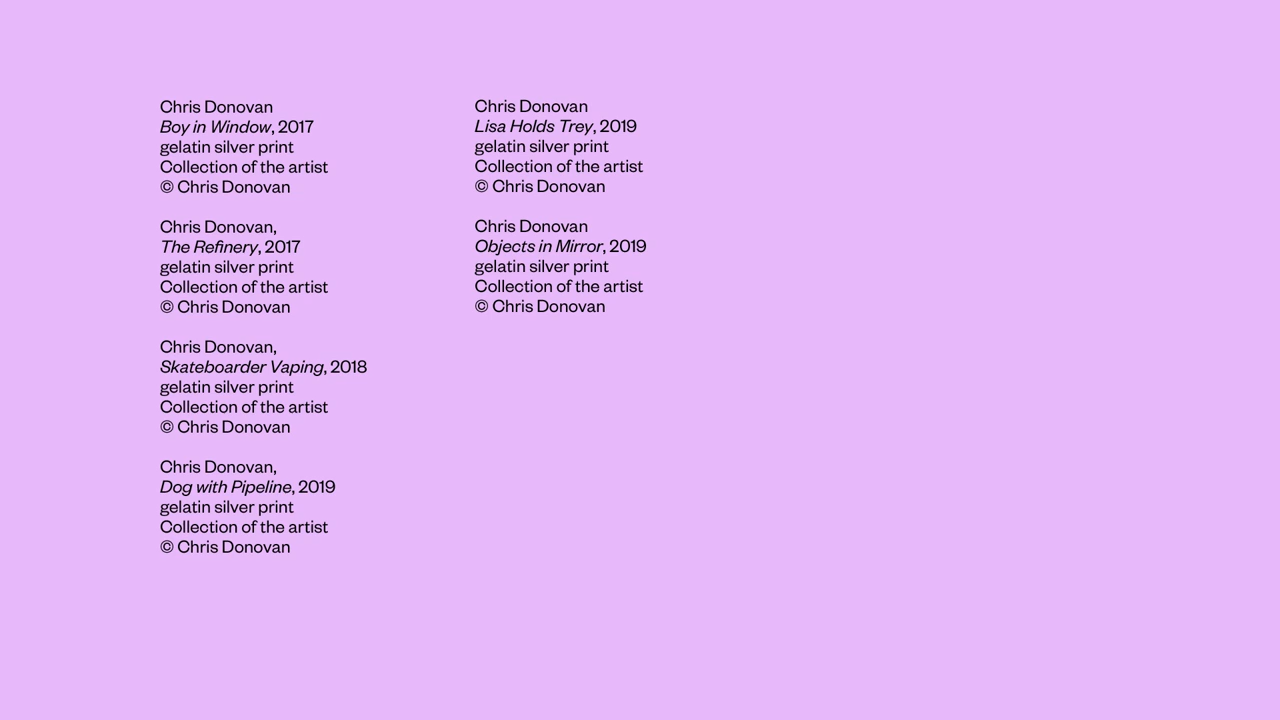 Chris Donovan
Boy in Window, 2017
gelatin silver print
Collection of the artist
© Chris Donovan

Chris Donovan,
The Refinery, 2017
gelatin silver print
Collection of the artist
© Chris Donovan

Chris Donovan,
Skateboarder Vaping, 2018
gelatin silver print
Collection of the artist
© Chris Donovan

Chris Donovan,
Dog with Pipeline, 2019
gelatin silver print
Collection of the artist
© Chris Donovan

Chris Donovan
Lisa Holds Trey, 2019
gelatin silver print
Collection of the artist
© Chris Donovan

Chris Donovan
Objects in Mirror, 2019
gelatin silver print
Collection of the artist
© Chris Donovan